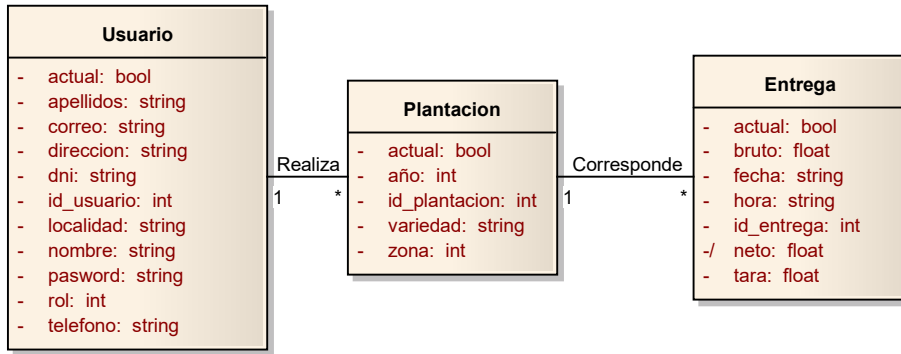 Usuario
- actual: bool
- apellidos: string
- correo: string
- direccion: string
- dni: string
- id_usuario: int
- localidad: string
- nombre: string
- pasword: string
- rol: int
- telefono: string
Realiza
1 *
Plantacion
- actual: bool
- año: int
- id_plantacion: int
- variedad: string
- zona: int
Corresponde
1 *
Entrega
- actual: bool
- bruto: float
- fecha: string
- hora: string
- id_entrega: int
-/ neto: float
- tara: float